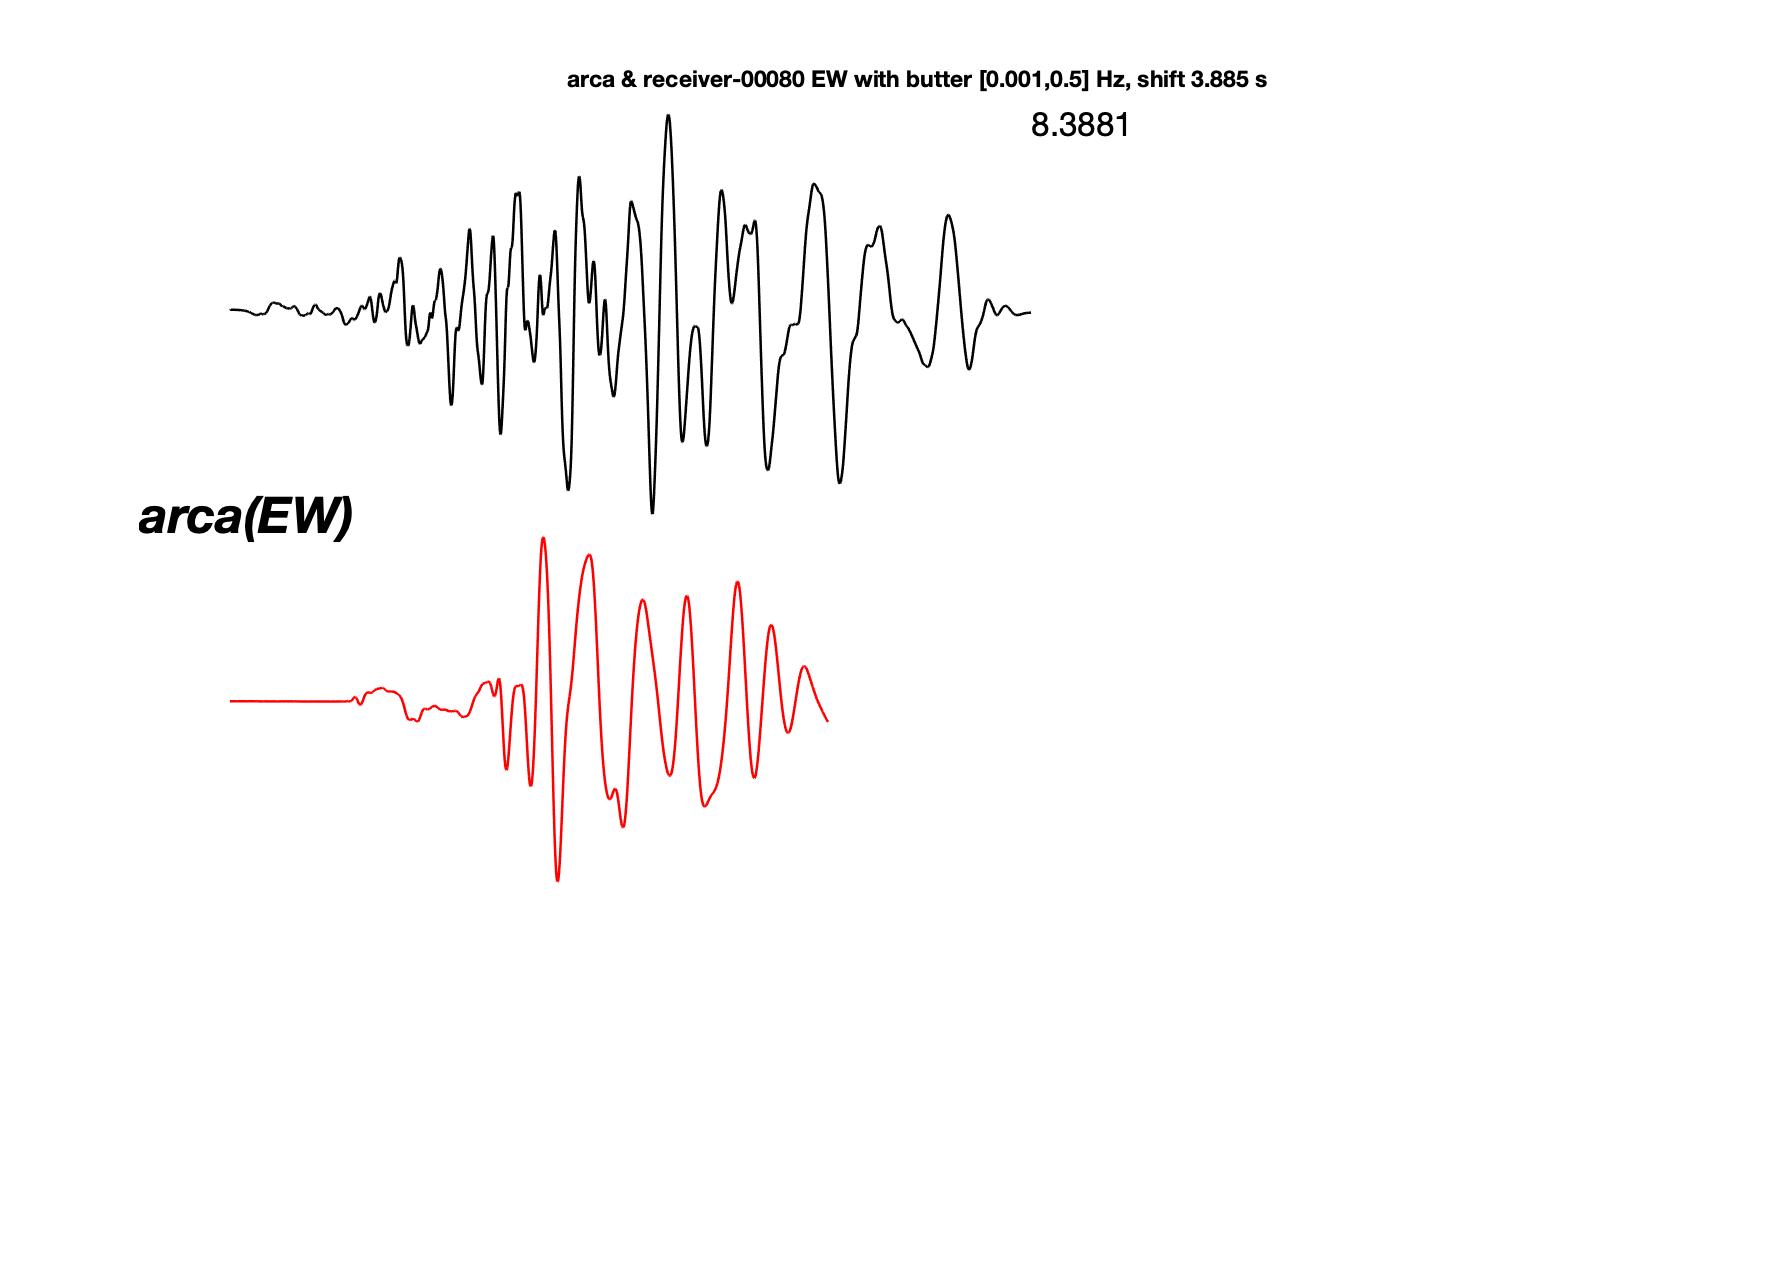 arca & receiver-00080 EW with butter [0.001,0.5] Hz, shift 3.885 s
8.3881
arca(EW)